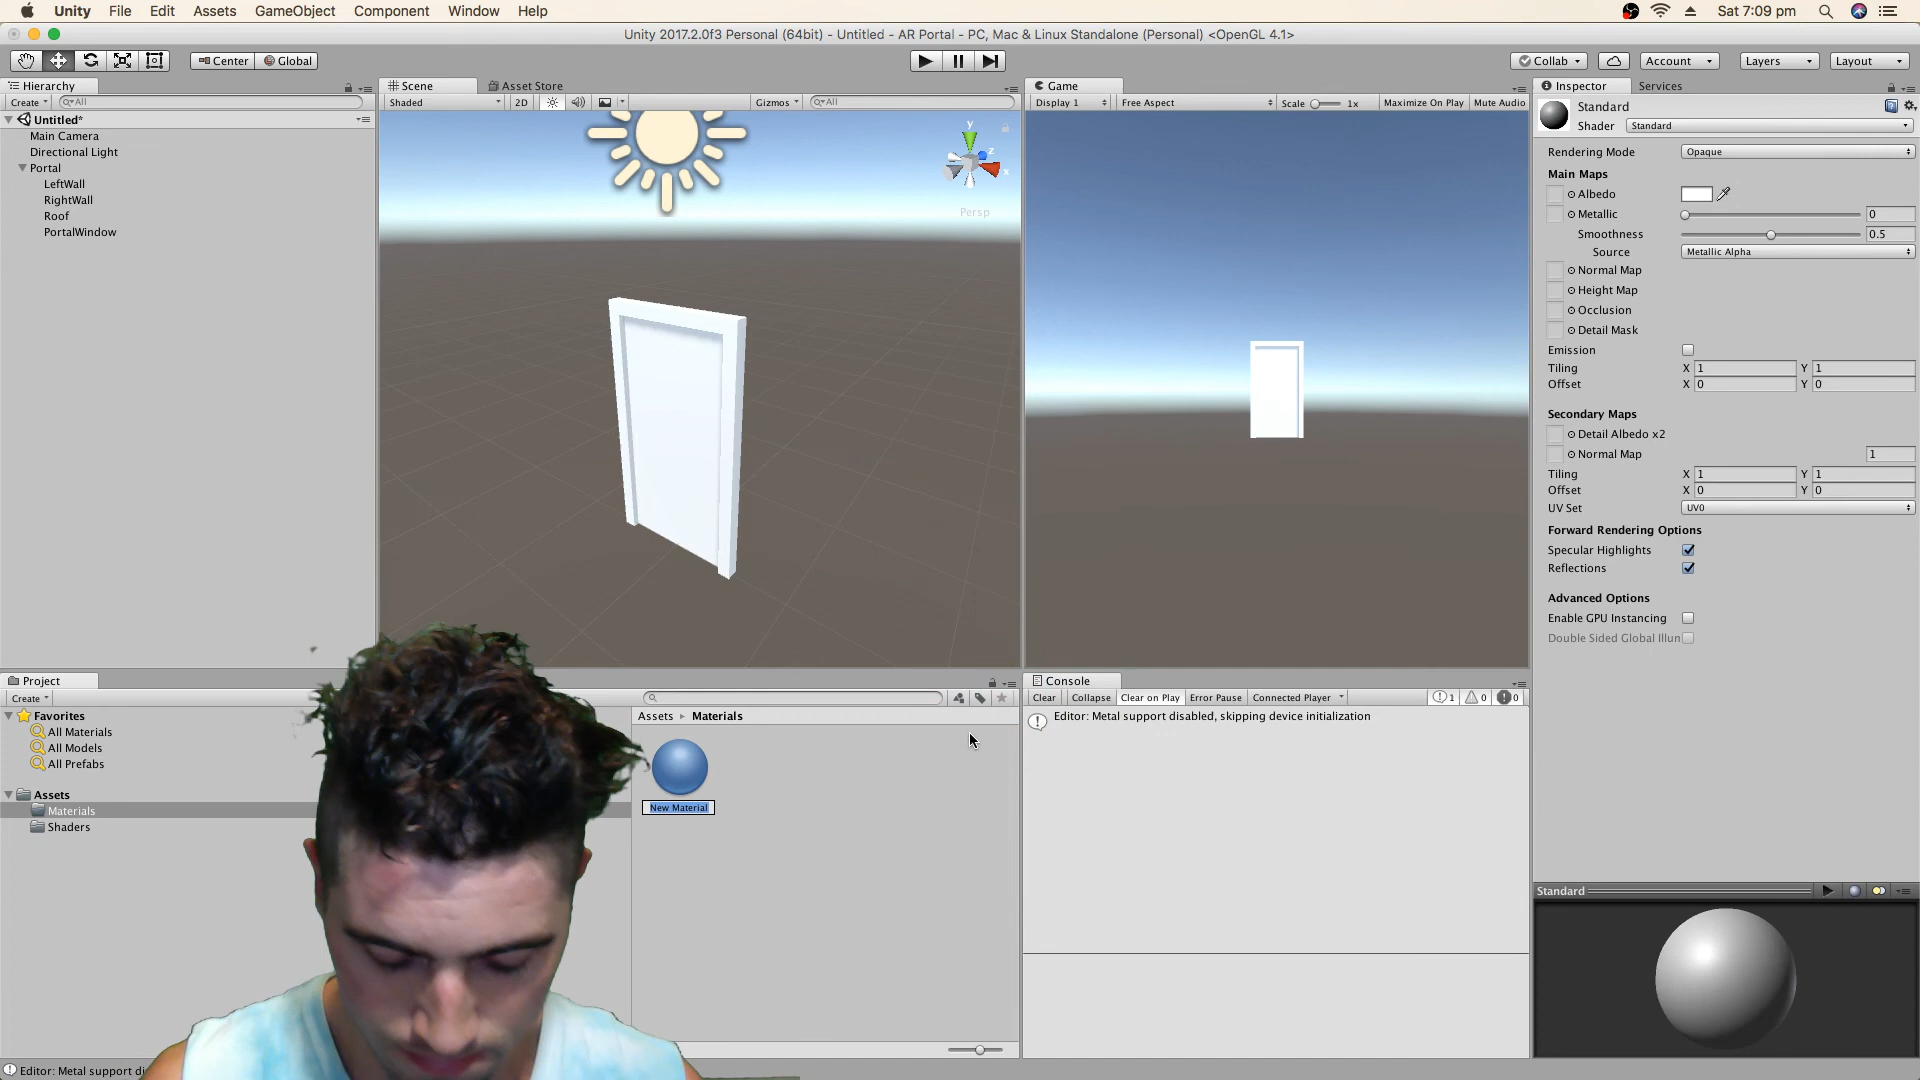 Unity File Edit Assets GameObject Component Window Help Sat 7:09 pm
Unity 2017.2.0f3 Personal (64bit) - Untitled - AR Portal - PC, Mac & Linux Standalone (Personal) <OpenGL 4.1>
Center Global Collab Account Layers Layout
Hierarchy
Create All
Untitled*
Main Camera
Directional Light
Portal
LeftWall
RightWall
Roof
PortalWindow
Scene Asset Store
Shaded 2D Gizmos All
y
z
x
Persp
Game
Display 1 Free Aspect Scale 1x Maximize On Play Mute Audio
Inspector Services
Standard
Shader Standard
Rendering Mode Opaque
Main Maps
Albedo
Metallic 0
Smoothness 0.5
Source Metallic Alpha
Normal Map
Height Map
Occlusion
Detail Mask
Emission
Tiling X 1 Y 1
Offset X 0 Y 0
Secondary Maps
Detail Albedo x2
Normal Map 1
Tiling X 1 Y 1
Offset X 0 Y 0
UV Set UV0
Forward Rendering Options
Specular Highlights
Reflections
Advanced Options
Enable GPU Instancing
Double Sided Global Illun
Standard
Project
Create
Favorites
All Materials
All Models
All Prefabs
Assets
Materials
Shaders
Assets Materials
New Material
Console
Clear Collapse Clear on Play Error Pause Connected Player 1 0 0
Editor: Metal support disabled, skipping device initialization
Editor: Metal support di